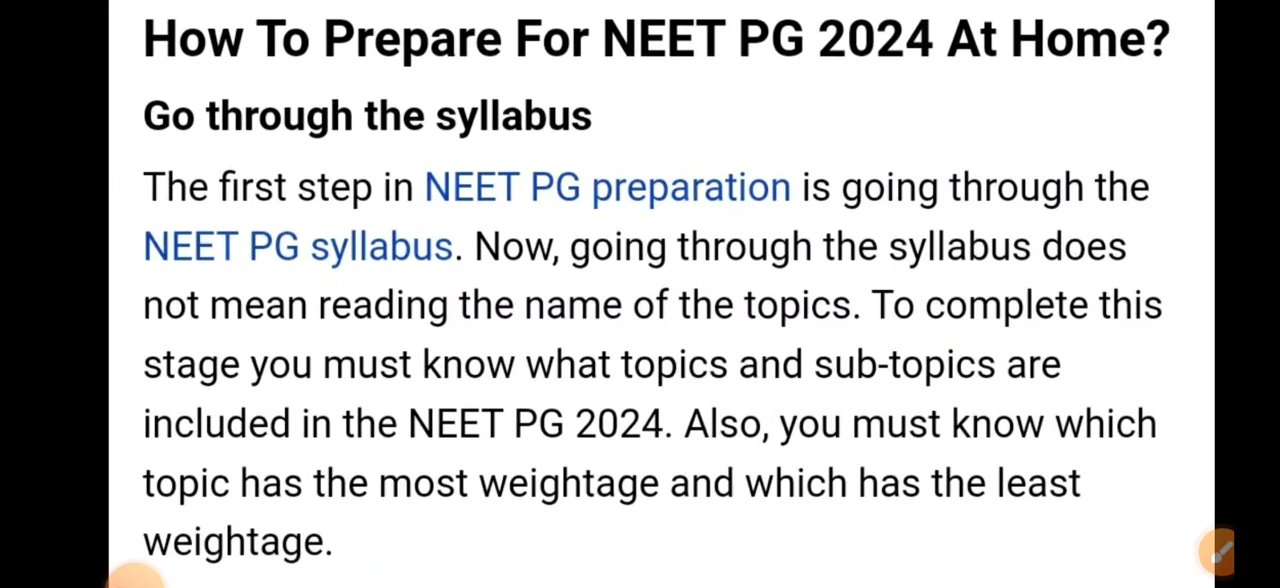 How To Prepare For NEET PG 2024 At Home?
Go through the syllabus
The first step in NEET PG preparation is going through the
NEET PG syllabus. Now, going through the syllabus does
not mean reading the name of the topics. To complete this
stage you must know what topics and sub-topics are
included in the NEET PG 2024. Also, you must know which
topic has the most weightage and which has the least
weightage.